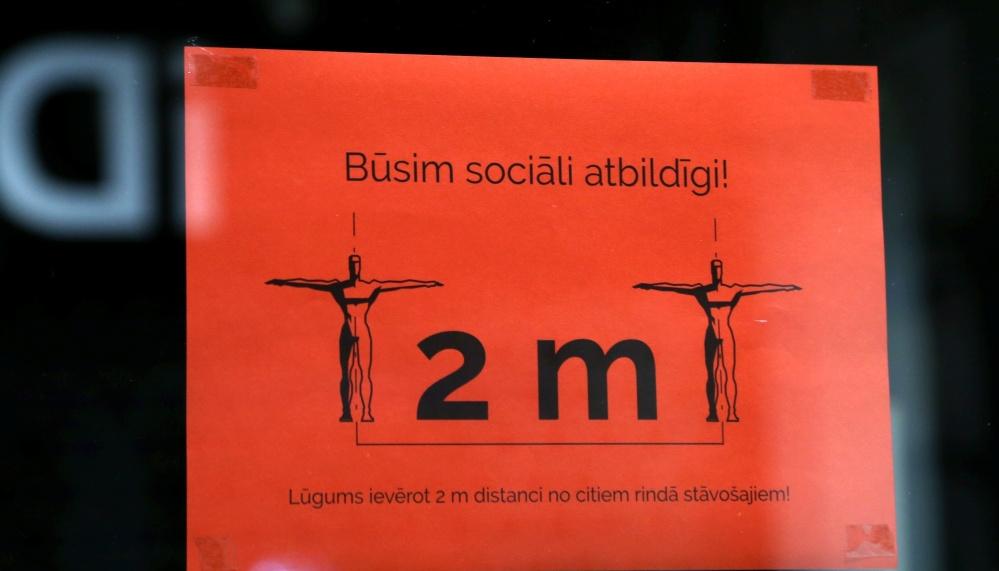 Būsim sociāli atbildīgi!
2 m
Lūgums ievērot 2 m distanci no citiem rindā stāvošajiem!